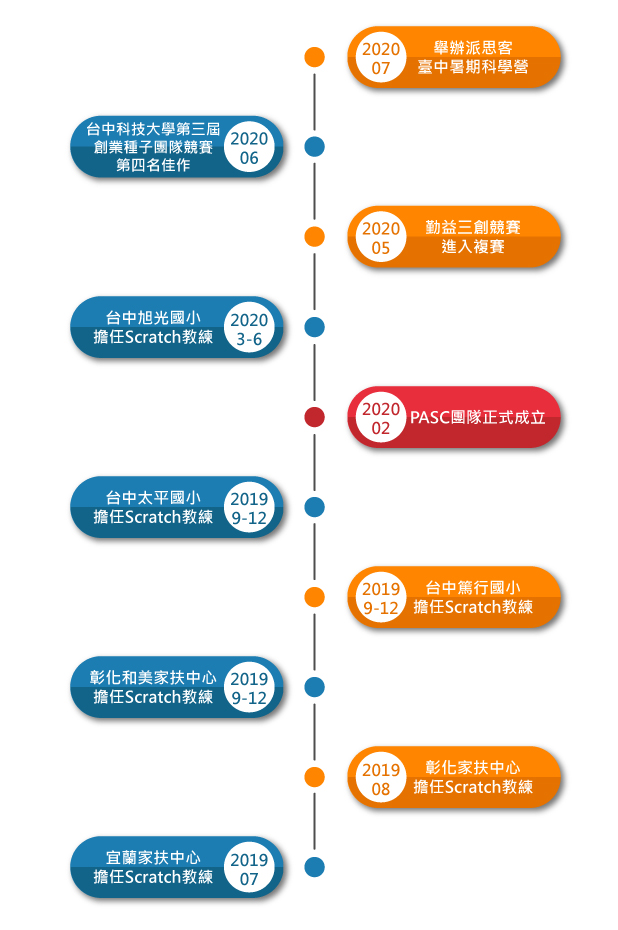 2020
07
舉辦派思客
臺中暑期科學營
台中科技大學第三屆
創業種子團隊競賽
第四名佳作
2020
06
2020
05
勤益三創競賽
進入複賽
台中旭光國小
擔任Scratch教練
2020
3-6
2020
02
PASC團隊正式成立
台中太平國小
擔任Scratch教練
2019
9-12
2019
9-12
台中篤行國小
擔任Scratch教練
彰化和美家扶中心
擔任Scratch教練
2019
9-12
2019
08
彰化家扶中心
擔任Scratch教練
宜蘭家扶中心
擔任Scratch教練
2019
07